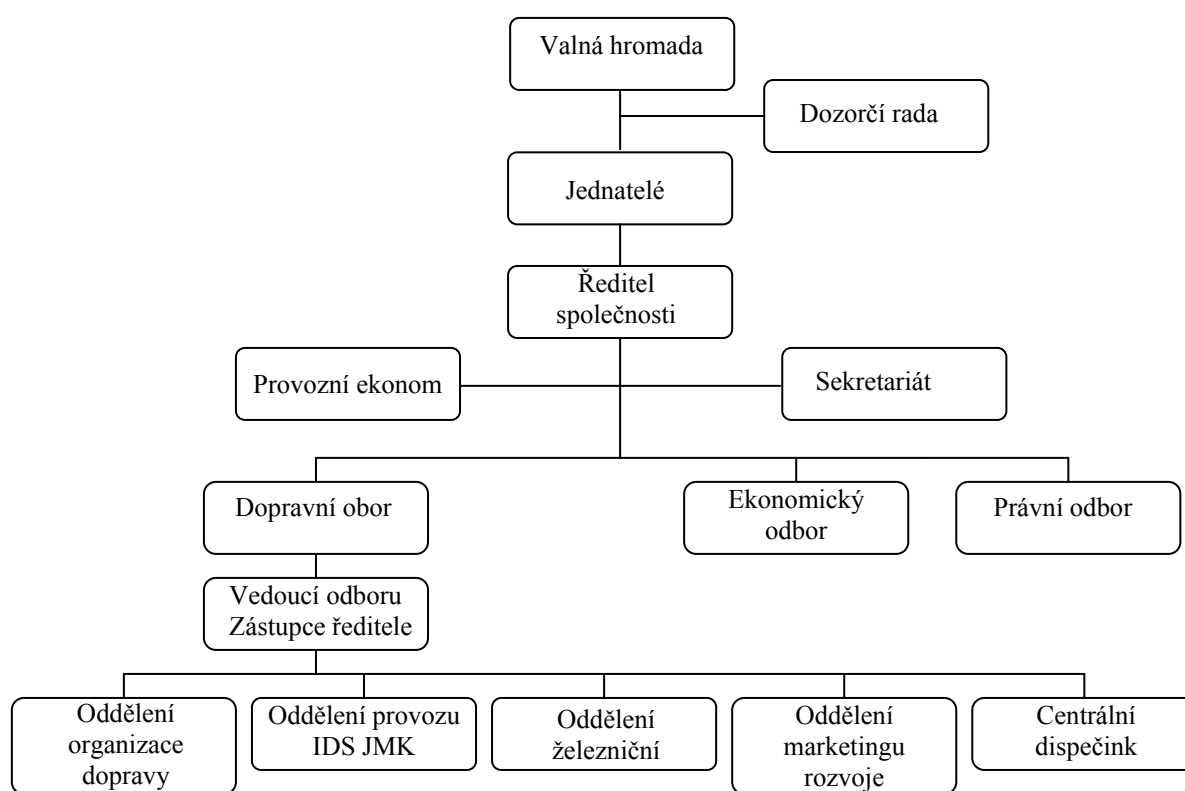 Valná hromada
Dozorčí rada
Jednatelé
Ředitel
společnosti
Provozní ekonom
Sekretariát
Dopravní obor
Ekonomický
odbor
Právní odbor
Vedoucí odboru
Zástupce ředitele
Oddělení
organizace
dopravy
Oddělení provozu
IDS JMK
Oddělení
železniční
Oddělení
marketingu
rozvoje
Centrální
dispečink